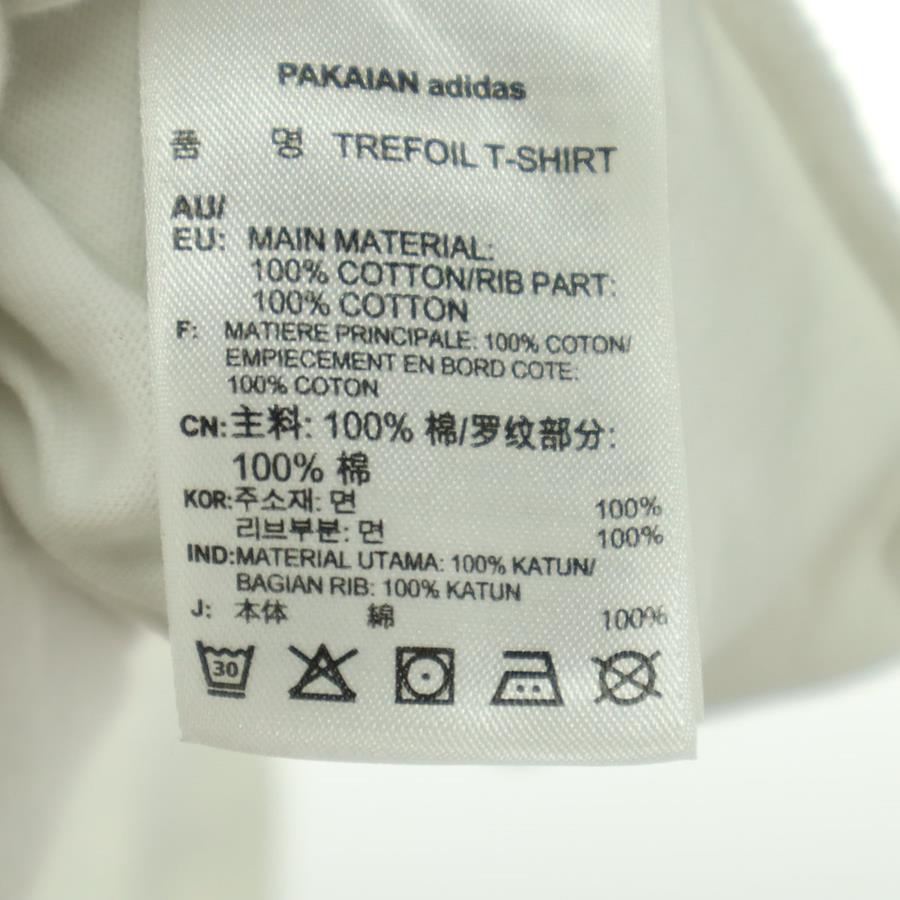 PAKAIAN adidas
품 명 TREFOIL T-SHIRT
AU/
EU: MAIN MATERIAL:
100% COTTON/RIB PART:
100% COTTON
F: MATIERE PRINCIPALE: 100% COTON/
EMPIECEMENT EN BORD COTE:
100% COTON
CN:主料: 100% 棉/罗纹部分:
100% 棉
KOR:주소재: 면 100%
리브부분: 면 100%
IND:MATERIAL UTAMA: 100% KATUN/
BAGIAN RIB: 100% KATUN
J: 本体 綿 100%
30